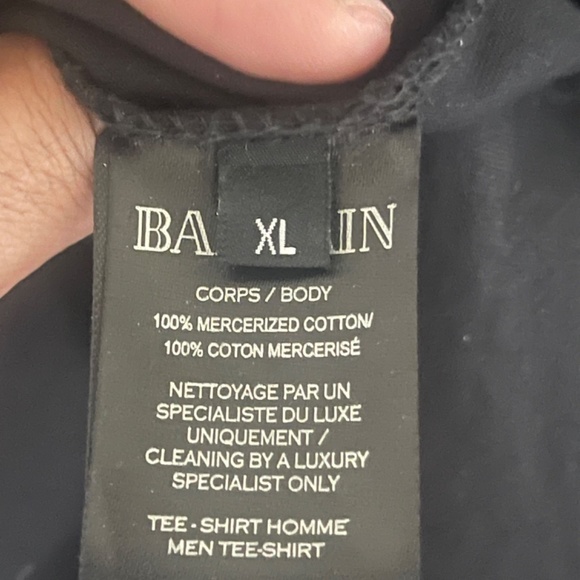 BA IN
XL
CORPS / BODY
100% MERCERIZED COTTON/
100% COTON MERCERISÉ
NETTOYAGE PAR UN
SPECIALISTE DU LUXE
UNIQUEMENT /
CLEANING BY A LUXURY
SPECIALIST ONLY
TEE-SHIRT HOMME
MEN TEE-SHIRT